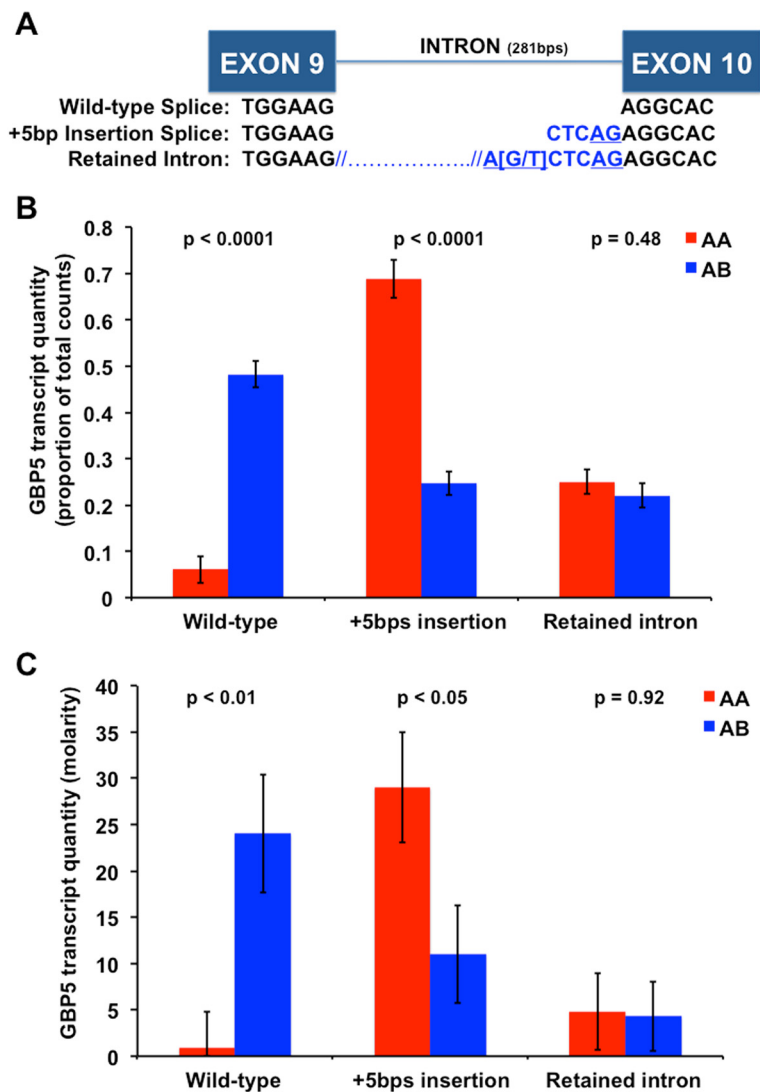 A
EXON 9
INTRON (281bps)
EXON 10
Wild-type Splice: TGGAAG AGGCAC
+5bp Insertion Splice: TGGAAG CTCAGAGGCAC
Retained Intron: TGGAAG//..................//A[G/T]CTCAGAGGCAC
B
GBP5 transcript quantity
(proportion of total counts)
0.8
0.7
0.6
0.5
0.4
0.3
0.2
0.1
0
p < 0.0001
p < 0.0001
p = 0.48
AA
AB
Wild-type
+5bps insertion
Retained intron
C
GBP5 transcript quantity (molarity)
40
35
30
25
20
15
10
5
0
p < 0.01
p < 0.05
p = 0.92
AA
AB
Wild-type
+5bps insertion
Retained intron